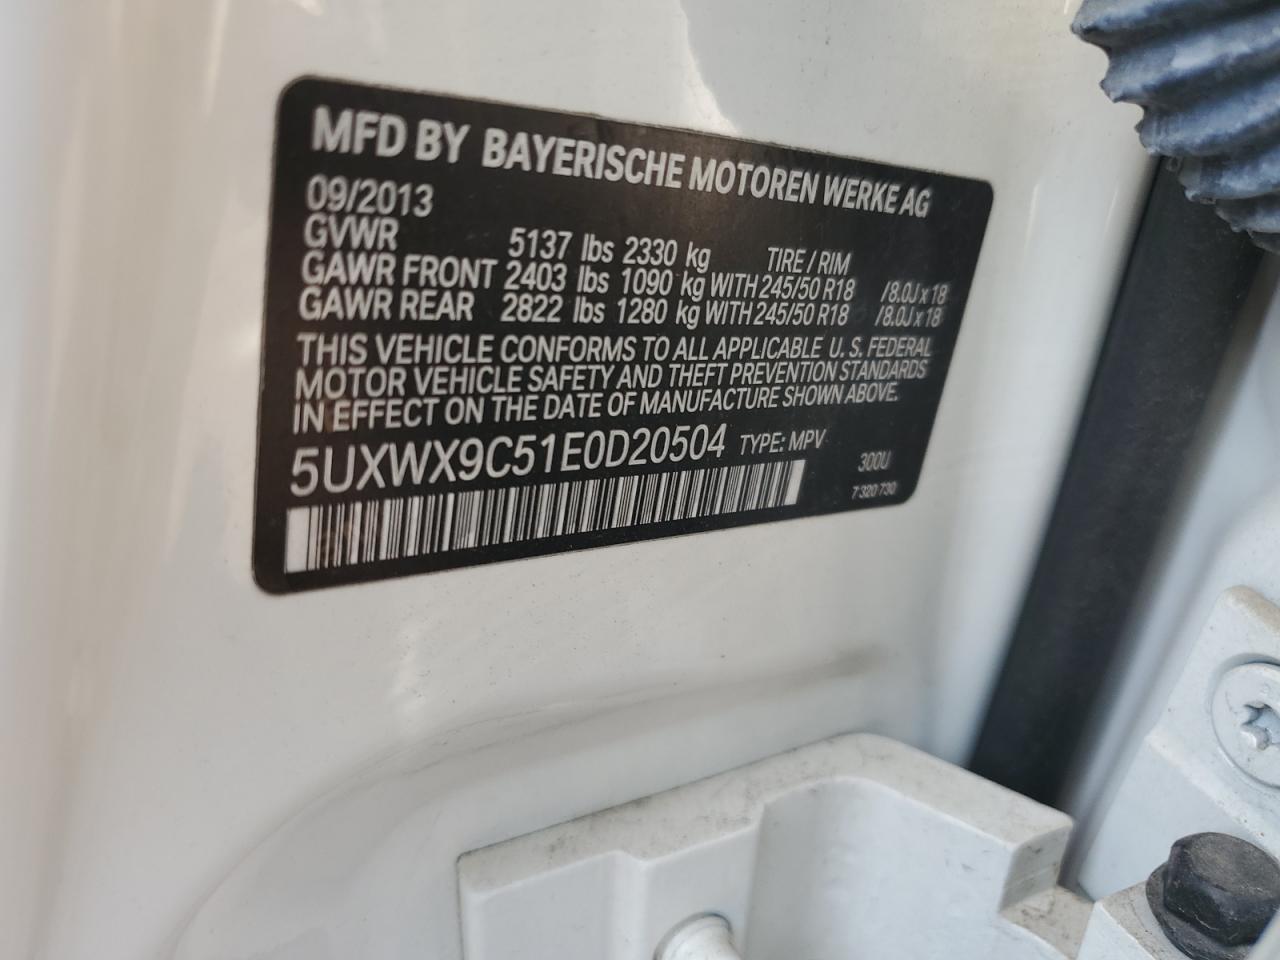 MFD BY BAYERISCHE MOTOREN WERKE AG
09/2013
GVWR 5137 lbs 2330 kg TIRE / RIM
GAWR FRONT 2403 lbs 1090 kg WITH 245/50 R18 /8.0J x 18
GAWR REAR 2822 lbs 1280 kg WITH 245/50 R18 /8.0J x 18
THIS VEHICLE CONFORMS TO ALL APPLICABLE U. S. FEDERAL
MOTOR VEHICLE SAFETY AND THEFT PREVENTION STANDARDS
IN EFFECT ON THE DATE OF MANUFACTURE SHOWN ABOVE.
5UXWX9C51E0D20504 TYPE: MPV
300U
7 320 730